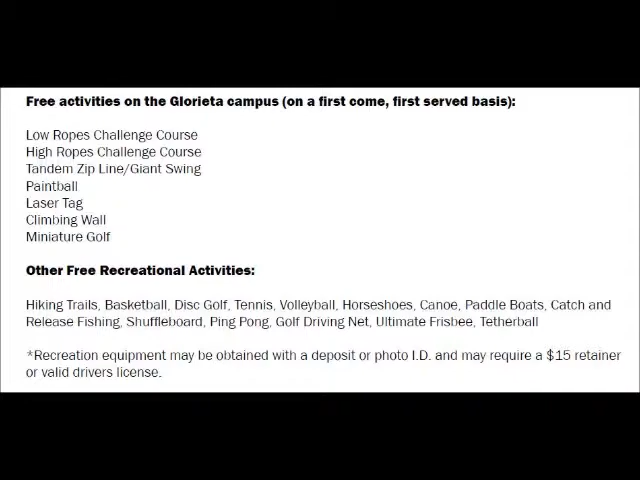 Free activities on the Glorieta campus (on a first come, first served basis):
Low Ropes Challenge Course
High Ropes Challenge Course
Tandem Zip Line/Giant Swing
Paintball
Laser Tag
Climbing Wall
Miniature Golf
Other Free Recreational Activities:
Hiking Trails, Basketball, Disc Golf, Tennis, Volleyball, Horseshoes, Canoe, Paddle Boats, Catch and
Release Fishing, Shuffleboard, Ping Pong, Golf Driving Net, Ultimate Frisbee, Tetherball
*Recreation equipment may be obtained with a deposit or photo I.D. and may require a $15 retainer
or valid drivers license.